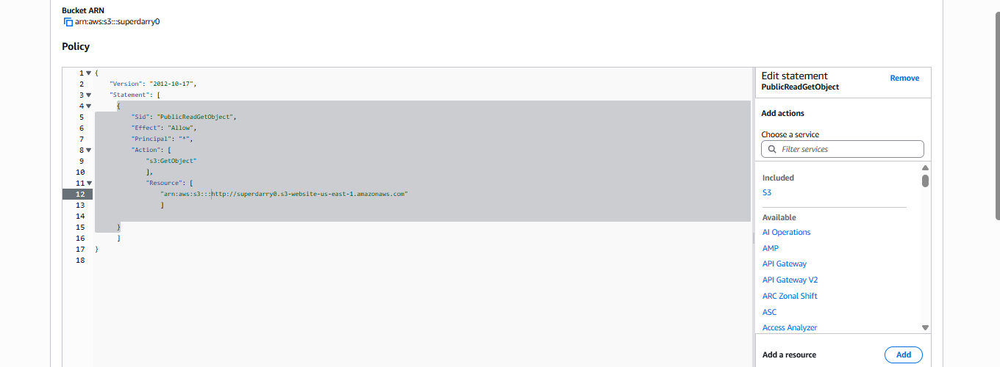 Bucket ARN
arn:aws:s3:::superdarry0
Policy
1 {
2 "Version": "2012-10-17",
3 "Statement": [
4 {
5 "Sid": "PublicReadGetObject",
6 "Effect": "Allow",
7 "Principal": "*",
8 "Action": [
9 "s3:GetObject"
10 ],
11 "Resource": [
12 "arn:aws:s3:::http://superdarry0.s3-website-us-east-1.amazonaws.com"
13 ]
14
15 }
16 ]
17 }
18
Edit statement
Remove
PublicReadGetObject
Add actions
Choose a service
Filter services
Included
S3
Available
AI Operations
AMP
API Gateway
API Gateway V2
ARC Zonal Shift
ASC
Access Analyzer
Add a resource
Add